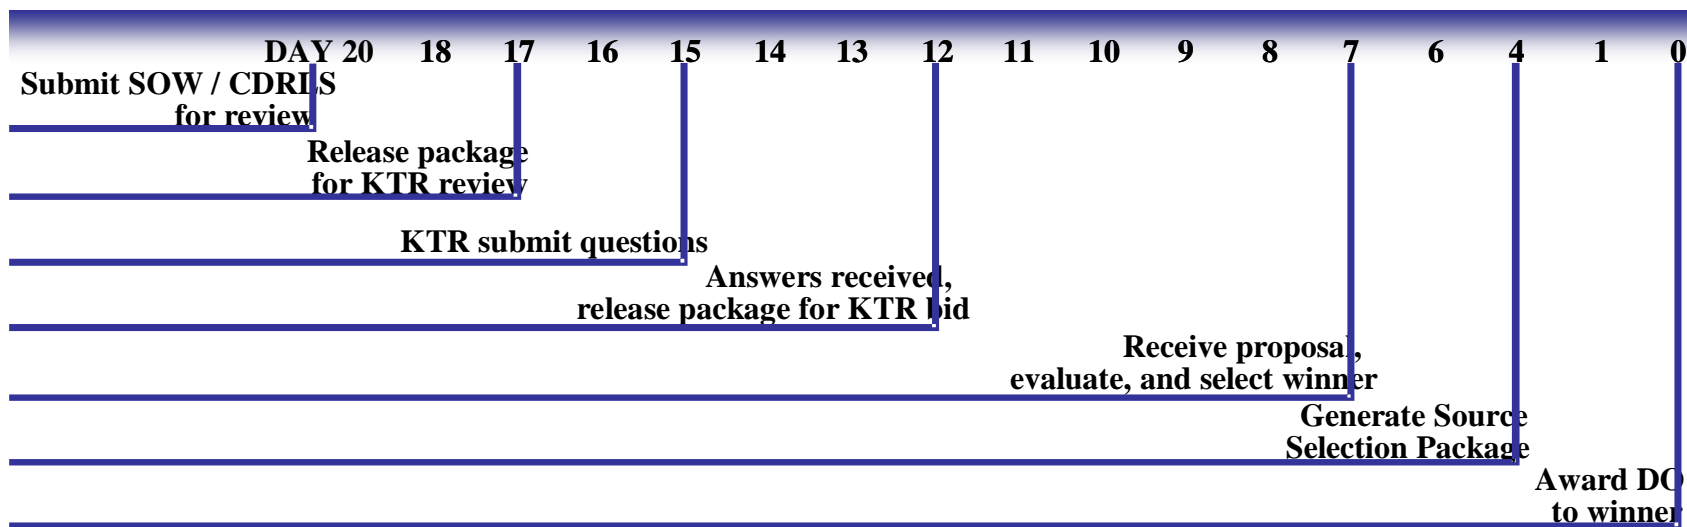 DAY 20 18 17 16 15 14 13 12 11 10 9 8 7 6 4 1 0
Submit SOW / CDRLS
for review
Release package
for KTR review
KTR submit questions
Answers received,
release package for KTR bid
Receive proposal,
evaluate, and select winner
Generate Source
Selection Package
Award DO
to winner